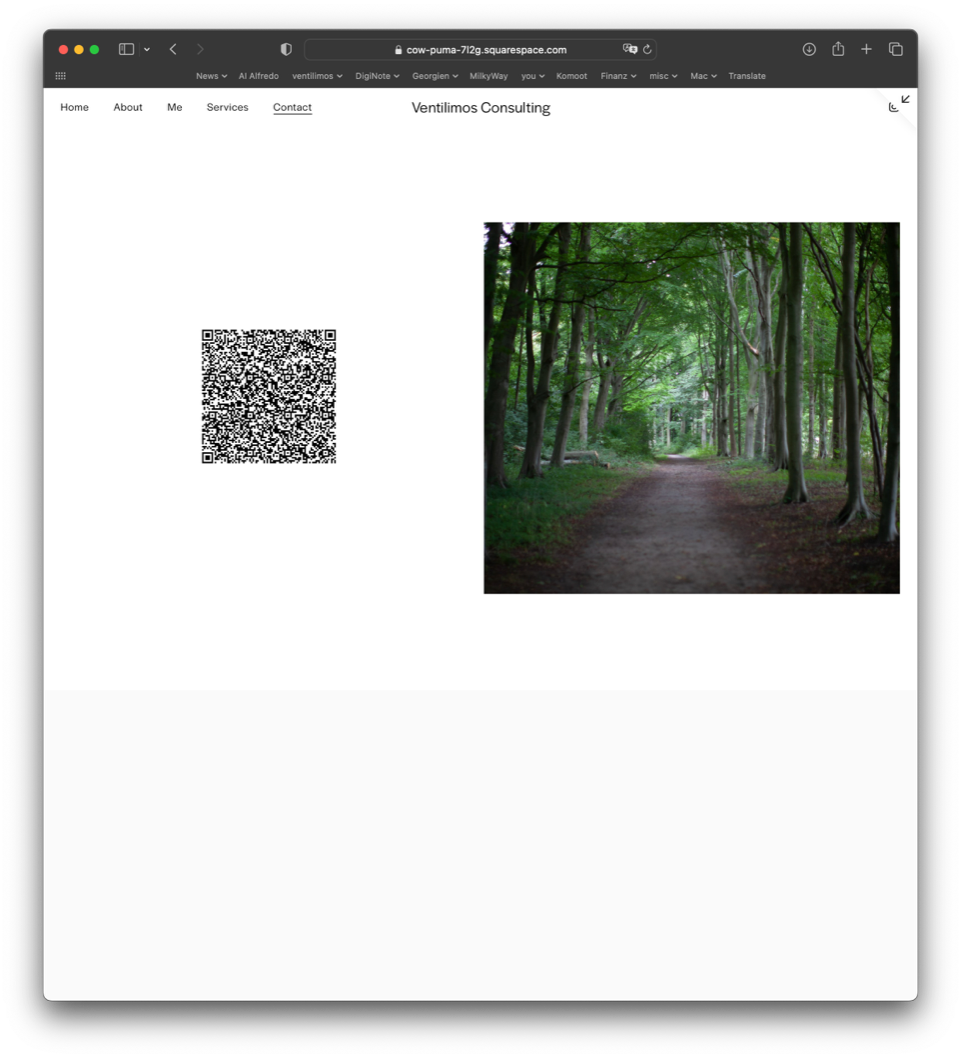 cow-puma-7l2g.squarespace.com
News AI Alfredo ventilimos DigiNote Georgien MilkyWay you Komoot Finanz misc Mac Translate
Home About Me Services Contact Ventilimos Consulting